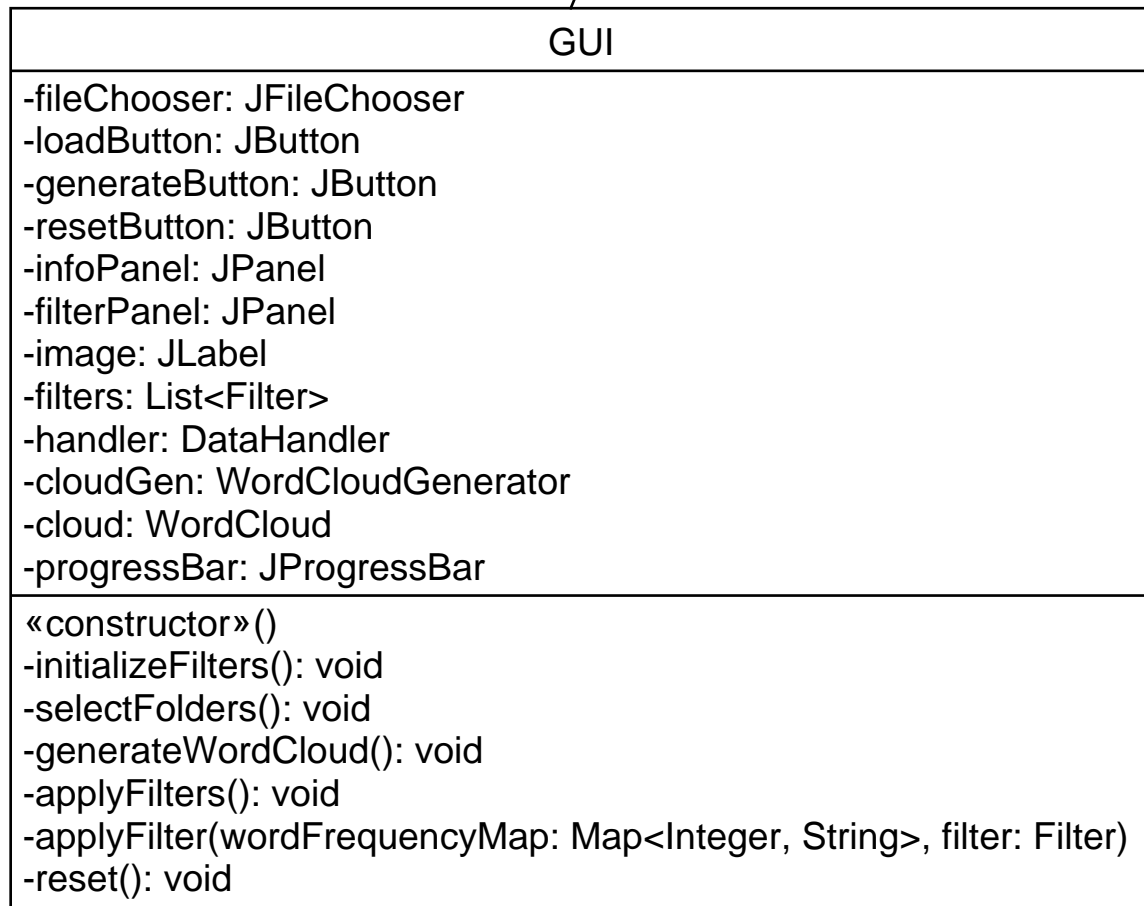 GUI
-fileChooser: JFileChooser
-loadButton: JButton
-generateButton: JButton
-resetButton: JButton
-infoPanel: JPanel
-filterPanel: JPanel
-image: JLabel
-filters: List<Filter>
-handler: DataHandler
-cloudGen: WordCloudGenerator
-cloud: WordCloud
-progressBar: JProgressBar
«constructor»()
-initializeFilters(): void
-selectFolders(): void
-generateWordCloud(): void
-applyFilters(): void
-applyFilter(wordFrequencyMap: Map<Integer, String>, filter: Filter)
-reset(): void